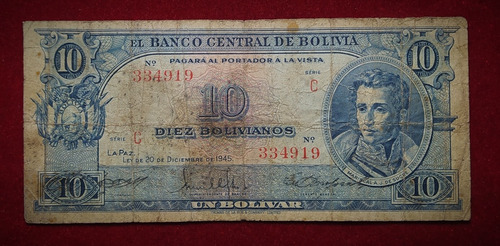 EL BANCO CENTRAL DE BOLIVIA
10
10
PAGARÁ AL PORTADOR A LA VISTA
Nº
334919
SERIE
C
10
DIEZ BOLIVIANOS
SERIE
C
Nº
334919
LA PAZ
LEY DE 20 DE DICIEMBRE DE 1945.
10
10
UN BOLIVAR